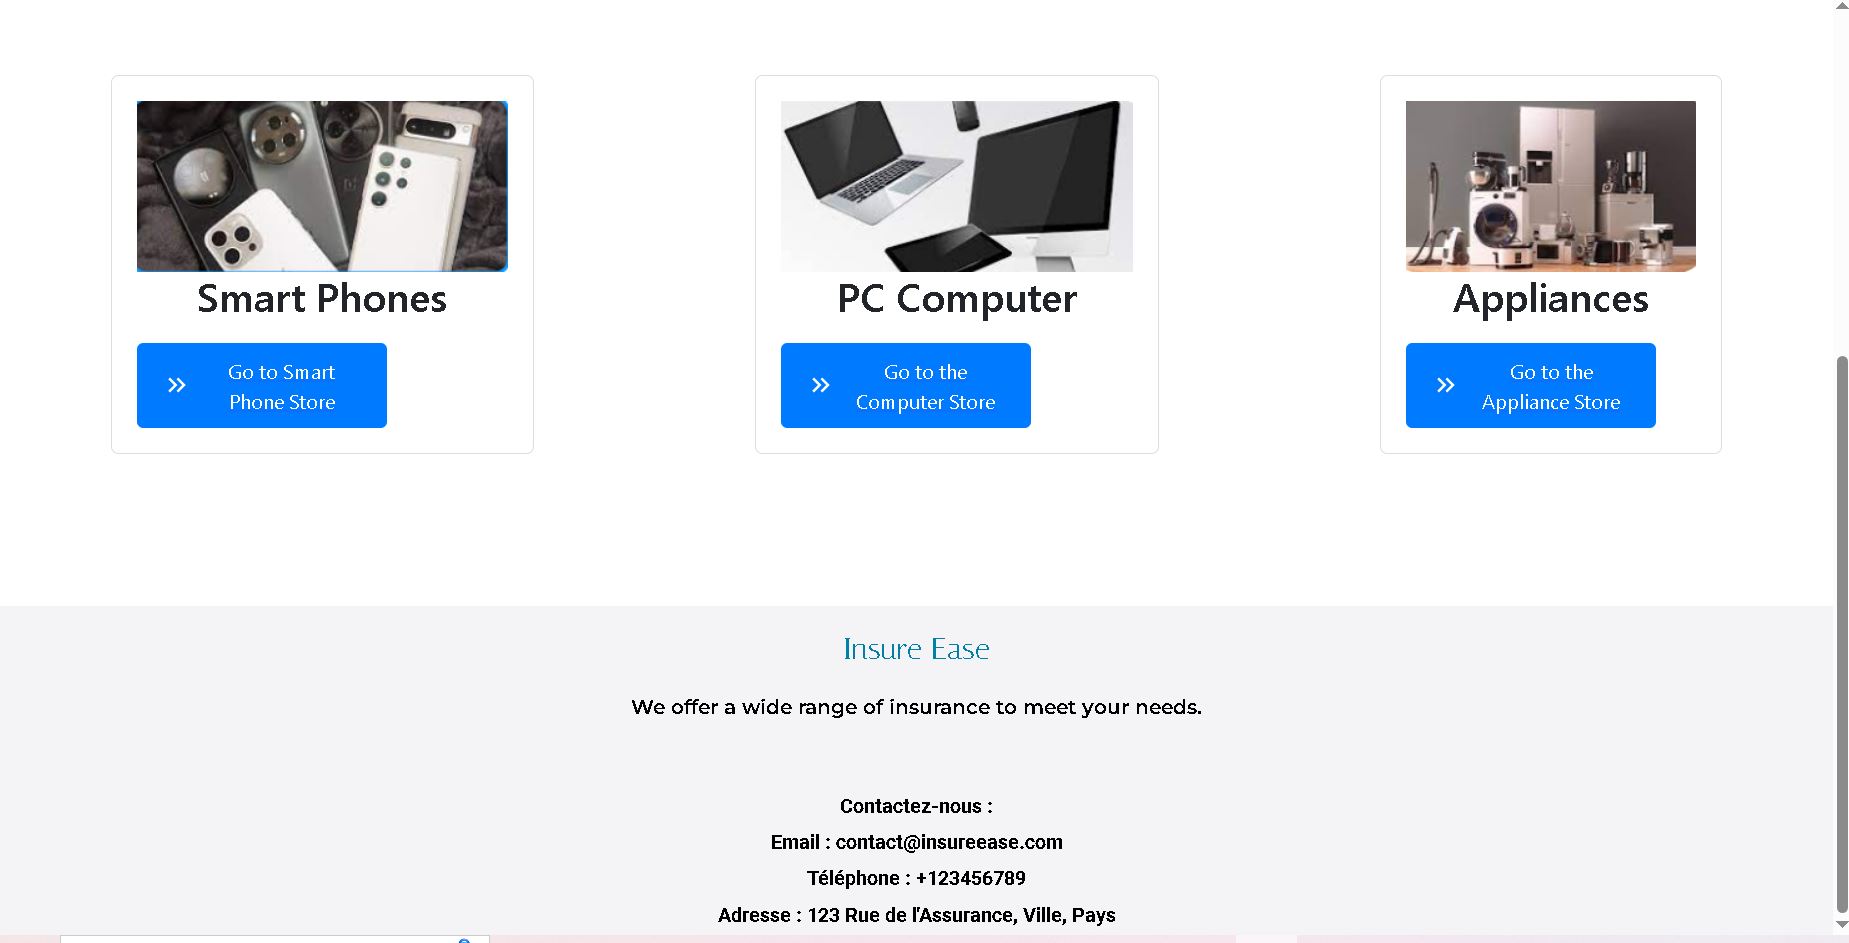 Smart Phones
Go to Smart
Phone Store
PC Computer
Go to the
Computer Store
Appliances
Go to the
Appliance Store
Insure Ease
We offer a wide range of insurance to meet your needs.
Contactez-nous :
Email : contact@insureease.com
Téléphone : +123456789
Adresse : 123 Rue de l'Assurance, Ville, Pays